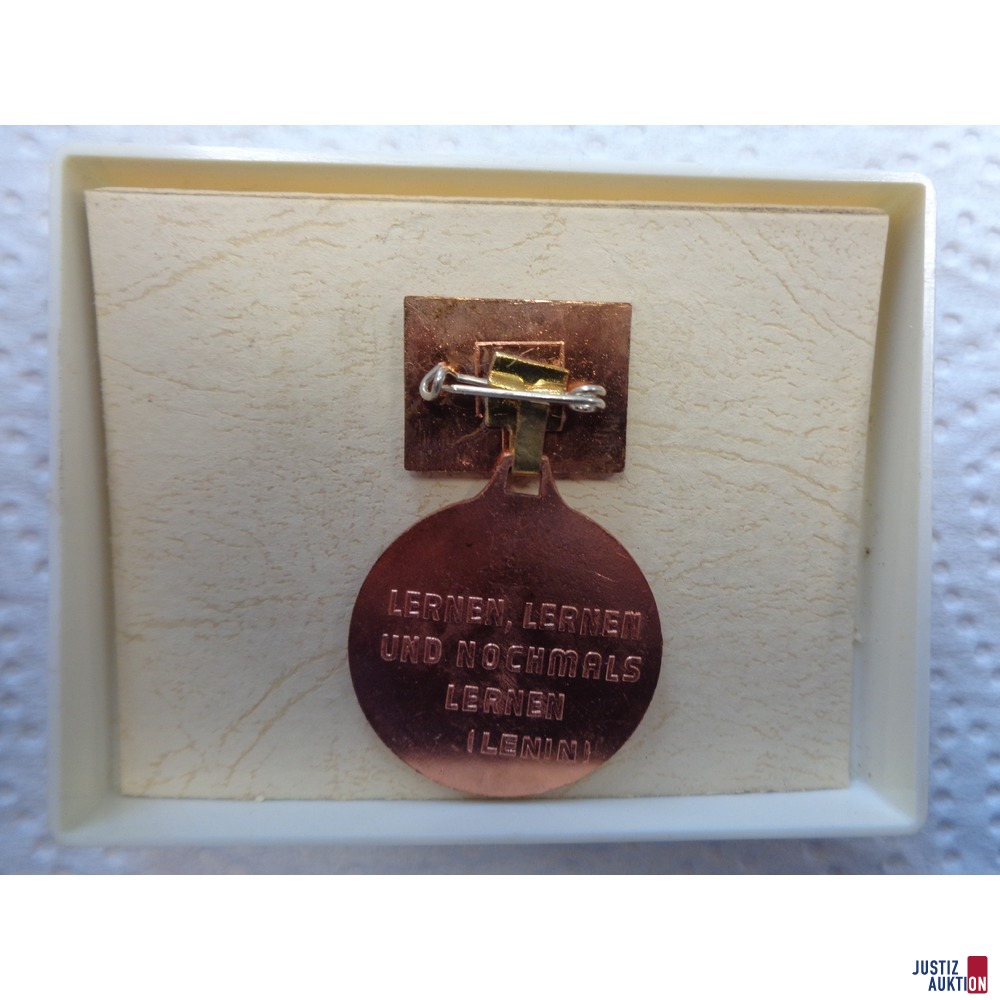 LERNEN, LERNEN
UND NOCHMALS
LERNEN
(LENIN)
JUSTIZ
AUKTION